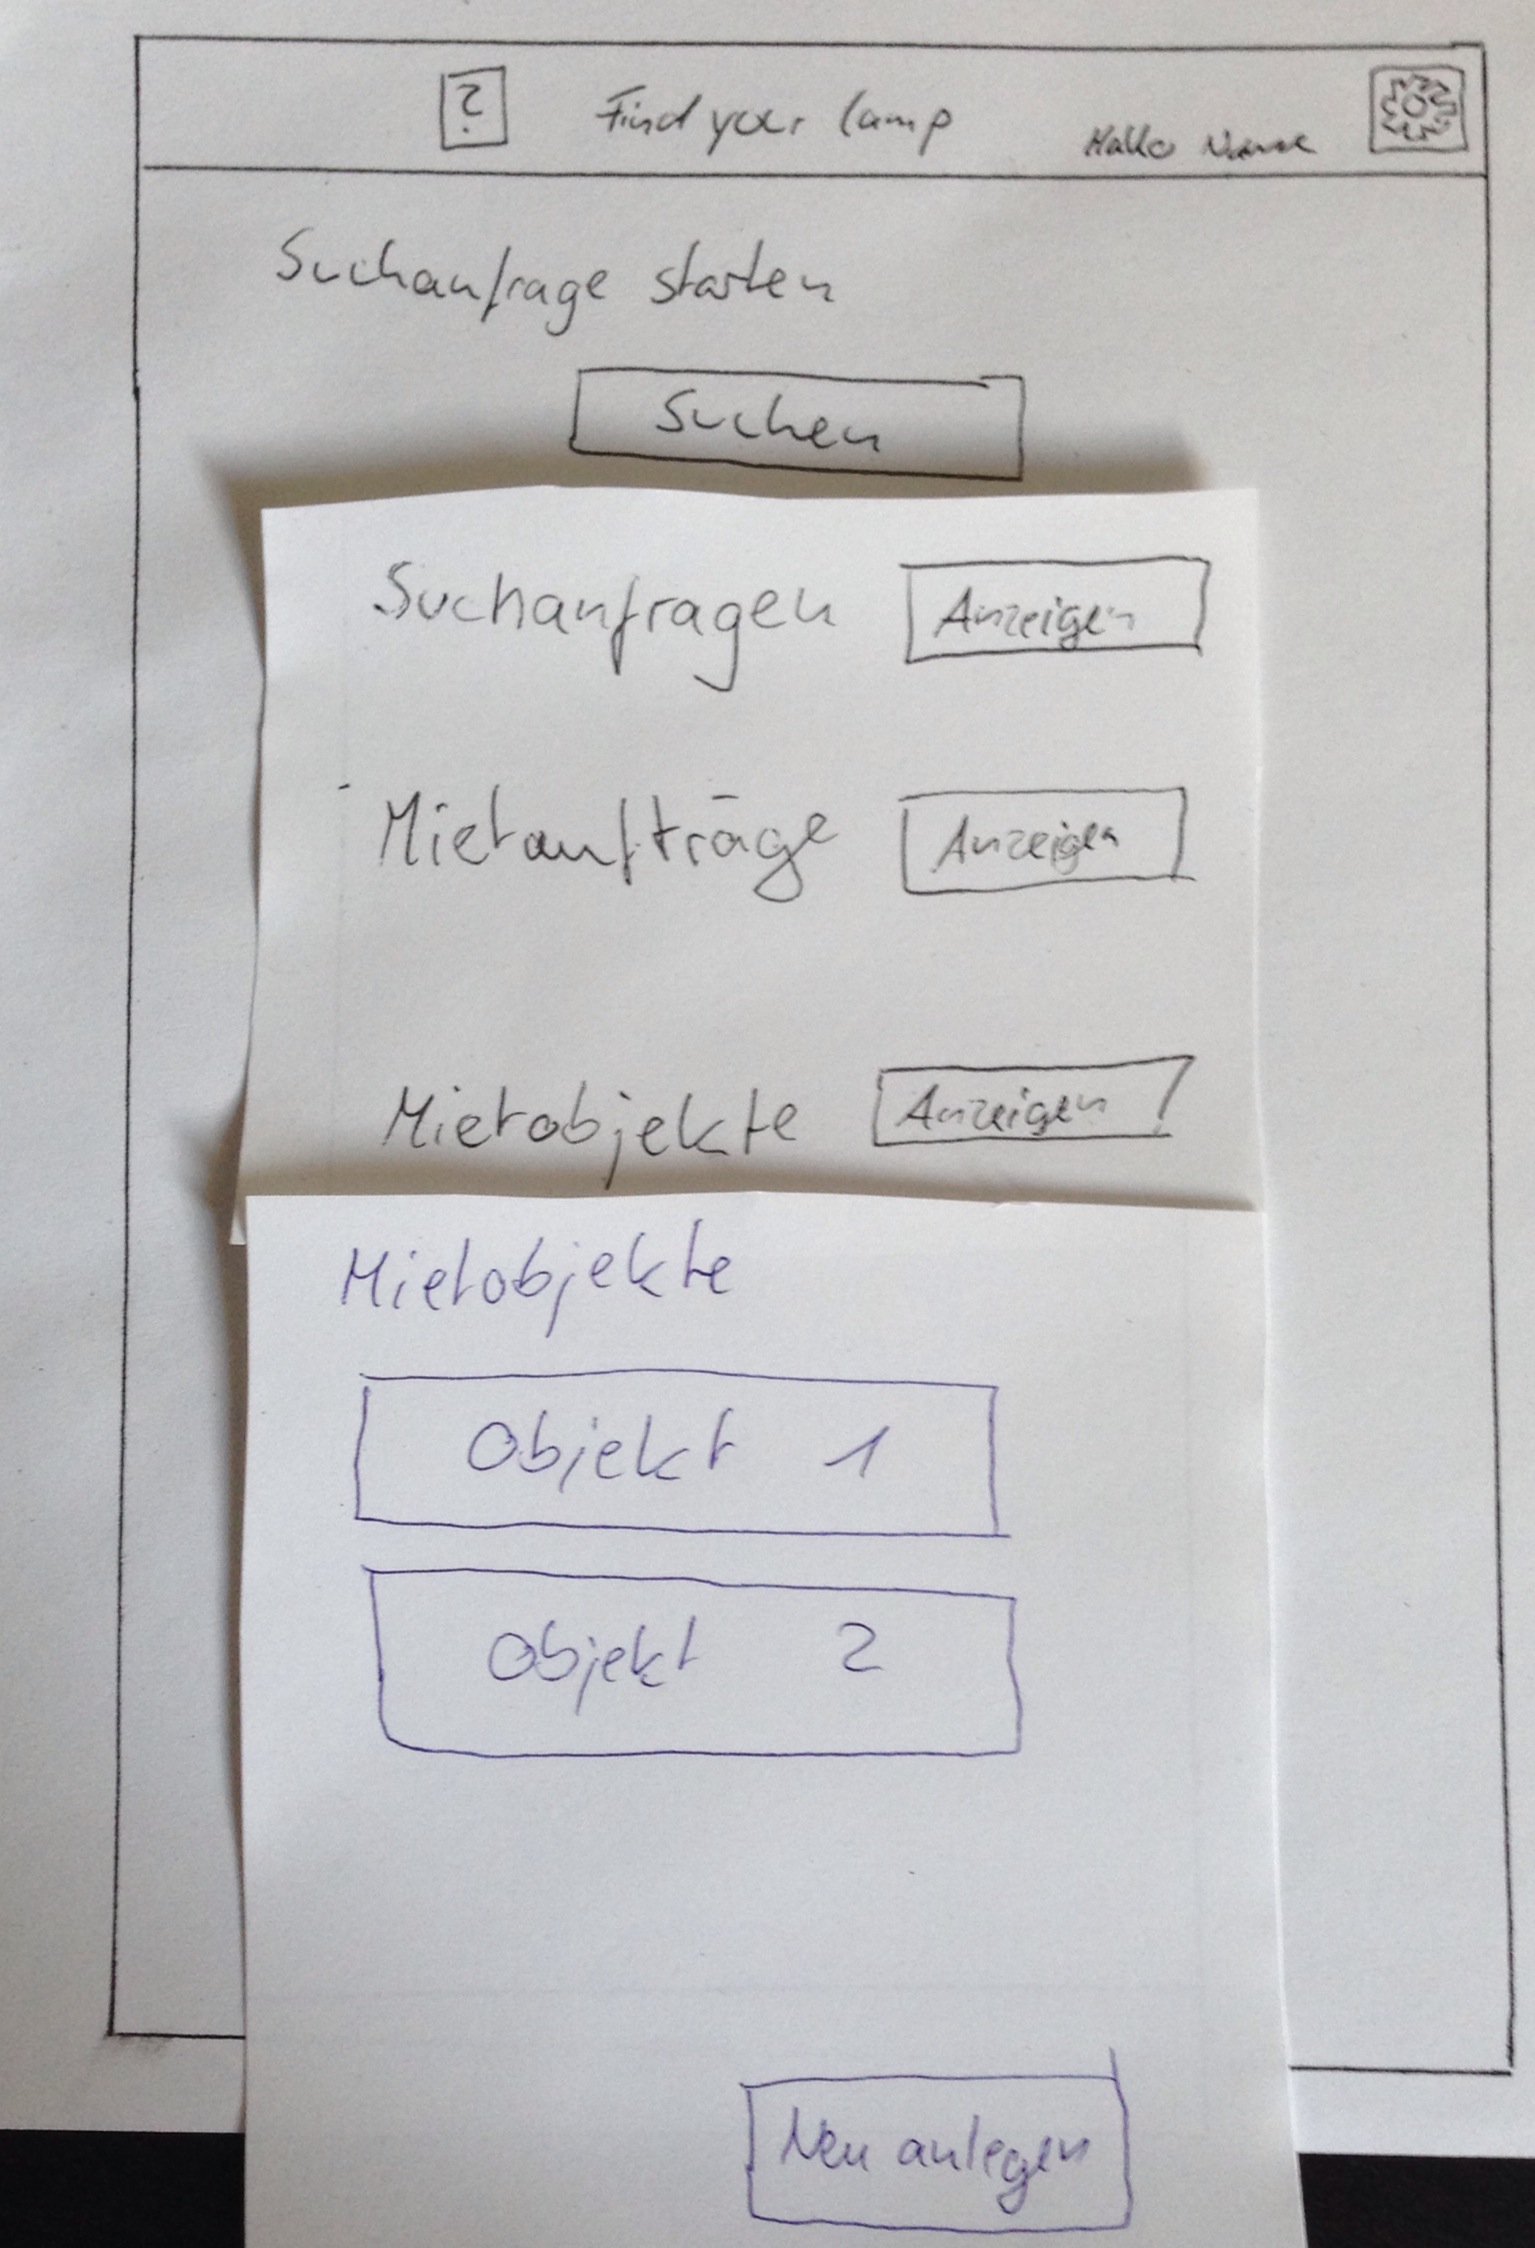 ?
Find your lamp
Hallo Name
Suchanfrage starten
Suchen
Suchanfragen Anzeigen
Mietaufträge Anzeigen
Mietobjekte Anzeigen
Mietobjekte
Objekt 1
Objekt 2
Neu anlegen